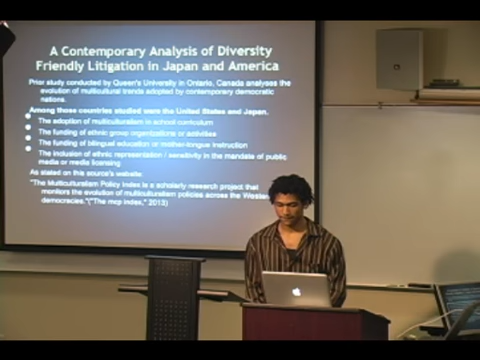 A Contemporary Analysis of Diversity
Friendly Litigation in Japan and America
Prior study conducted by Queen's University in Ontario, Canada analyses the
evolution of multicultural trends adopted by contemporary democratic
nations.
Among those countries studied were the United States and Japan.
The adoption of multiculturalism in school curriculum
The funding of ethnic group organizations or activities
The funding of bilingual education or mother-tongue instruction
The inclusion of ethnic representation / sensitivity in the mandate of public
media or media licensing
As stated on this source's website:
"The Multiculturalism Policy Index is a scholarly research project that
monitors the evolution of multiculturalism policies across the Western
democracies."("The mcp index," 2013)